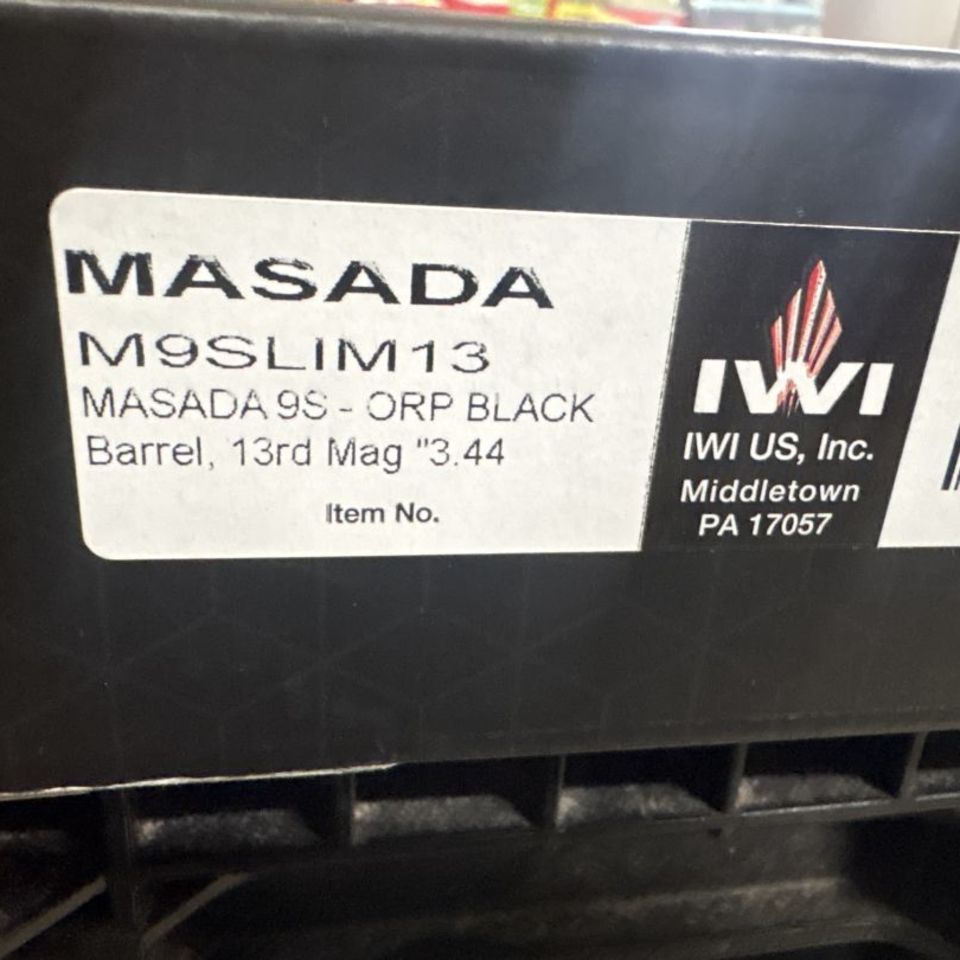 MASADA
M9SLIM13
MASADA 9S - ORP BLACK
Barrel, 13rd Mag "3.44
Item No.
IWI
IWI US, Inc.
Middletown
PA 17057